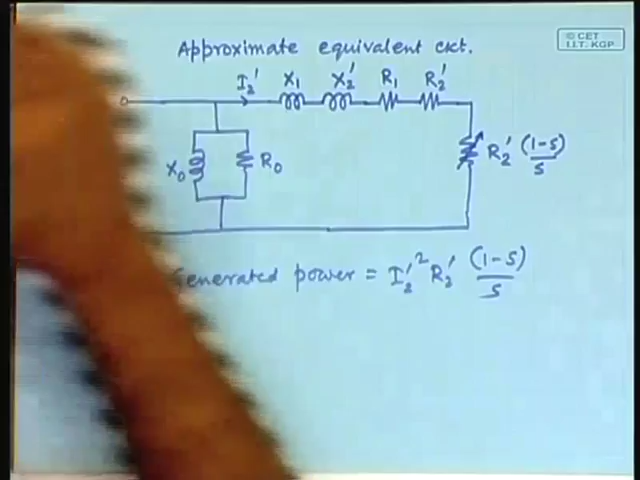 © CET
I.I.T. KGP
Approximate equivalent ckt.
I₂' X₁ X₂' R₁ R₂'
X₀ R₀ R₂' (1-s)/s
Generated power = I₂'² R₂' (1-s)/s